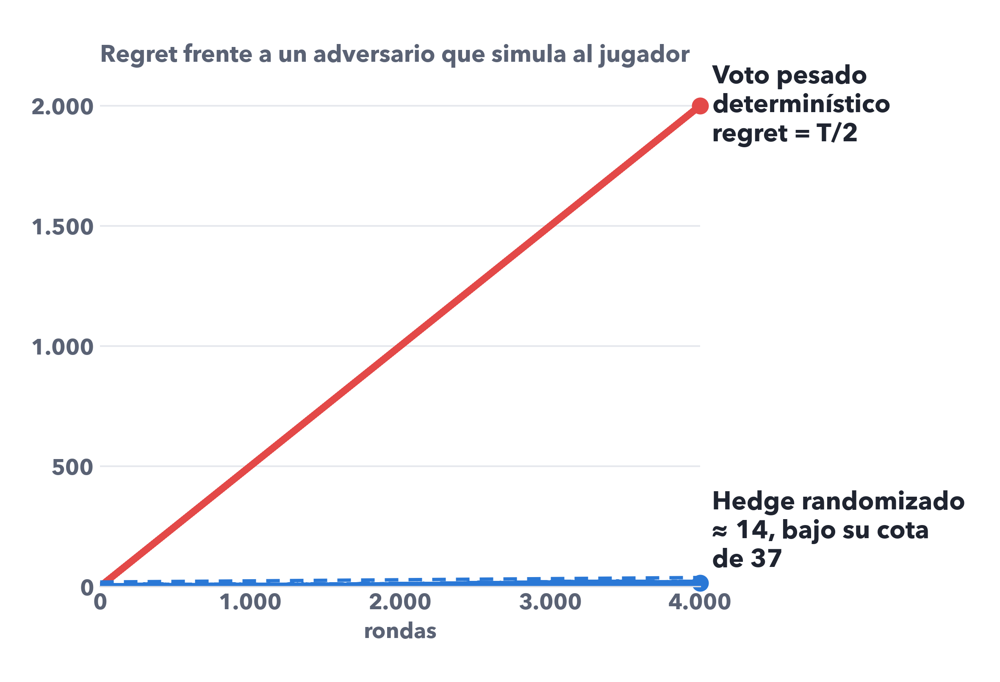 Regret frente a un adversario que simula al jugador
Voto pesado
determinístico
regret = T/2
2.000
1.500
1.000
500
0
Hedge randomizado
≈ 14, bajo su cota
de 37
0 1.000 2.000 3.000 4.000
rondas